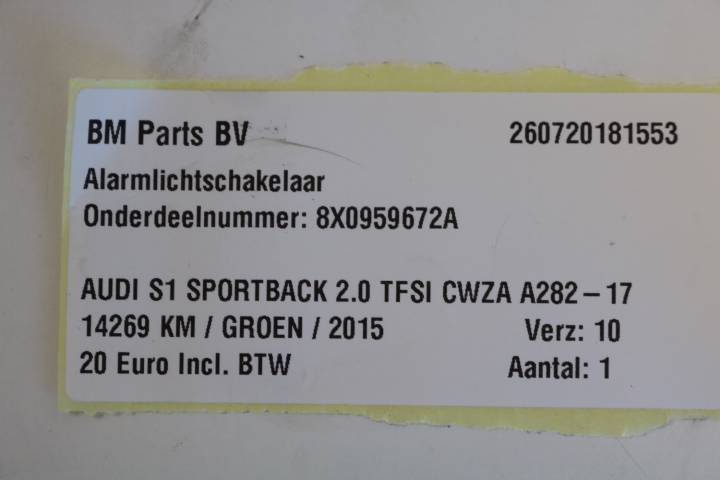 BM Parts BV 260720181553
Alarmlichtschakelaar
Onderdeelnummer: 8X0959672A
AUDI S1 SPORTBACK 2.0 TFSI CWZA A282-17
14269 KM / GROEN / 2015 Verz: 10
20 Euro Incl. BTW Aantal: 1